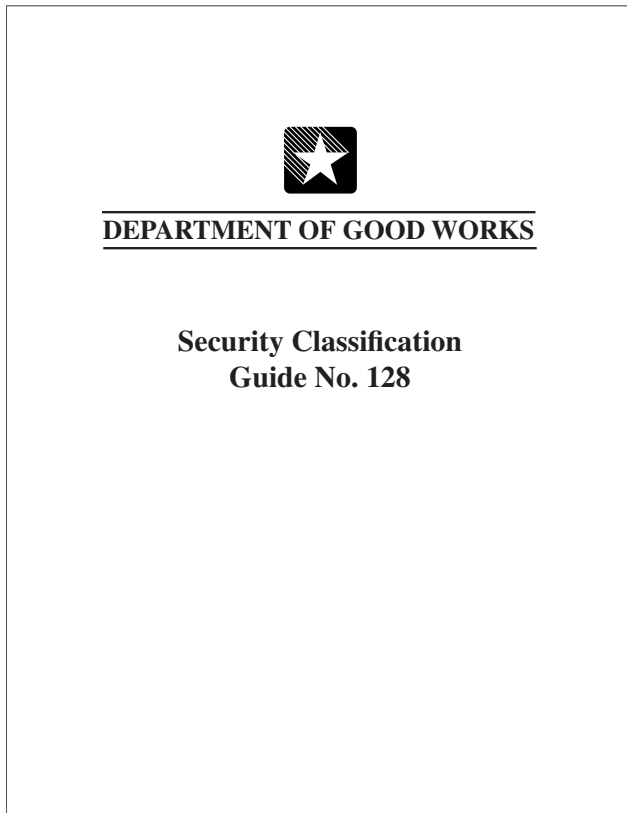 DEPARTMENT OF GOOD WORKS
Security Classification
Guide No. 128